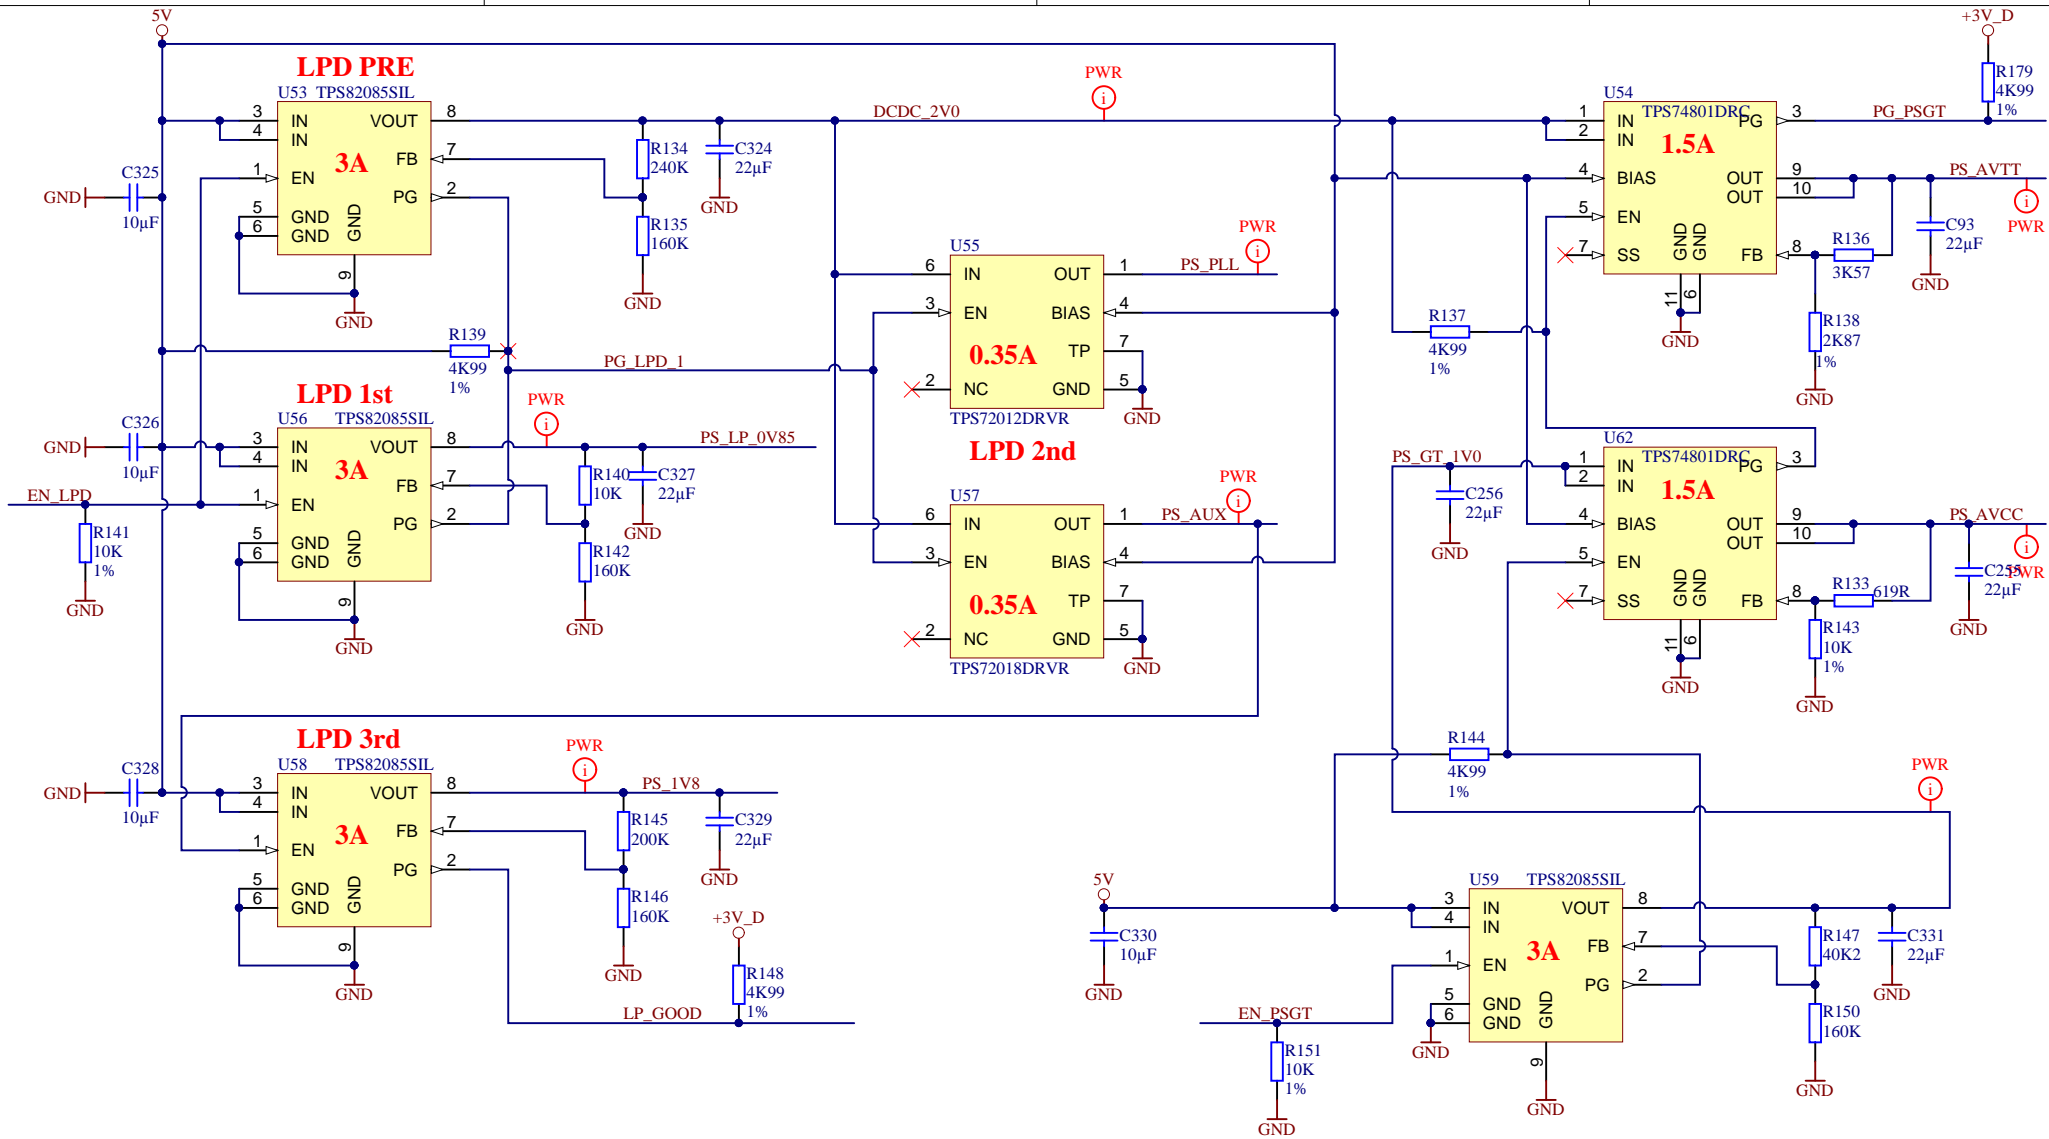 5V
LPD PRE
U53 TPS82085SIL
3 IN
4 IN
1 EN
5 GND
6 GND
GND
9
VOUT 8
FB 7
PG 2
3A
GND
C325
10µF
GND
DCDC_2V0
PWR
i
R134
240K
C324
22µF
GND
R135
160K
GND
R139
4K99
1%
PG_LPD_1
LPD 1st
U56 TPS82085SIL
3 IN
4 IN
1 EN
5 GND
6 GND
GND
9
VOUT 8
FB 7
PG 2
3A
GND
C326
10µF
GND
EN_LPD
R141
10K
1%
GND
PWR
i
PS_LP_0V85
R140
10K
C327
22µF
GND
R142
160K
GND
U55
6 IN
3 EN
2 NC
OUT 1
BIAS 4
TP 7
GND 5
0.35A
TPS72012DRVR
GND
PS_PLL
PWR
i
LPD 2nd
U57
6 IN
3 EN
2 NC
OUT 1
BIAS 4
TP 7
GND 5
0.35A
TPS72018DRVR
GND
PS_AUX
PWR
i
LPD 3rd
U58 TPS82085SIL
3 IN
4 IN
1 EN
5 GND
6 GND
GND
9
VOUT 8
FB 7
PG 2
3A
GND
C328
10µF
GND
PWR
i
PS_1V8
R145
200K
C329
22µF
GND
R146
160K
GND
+3V_D
R148
4K99
1%
LP_GOOD
+3V_D
R179
4K99
1%
U54
TPS74801DRC
1 IN
2 IN
4 BIAS
5 EN
7 SS
GND
GND
11
6
PG 3
OUT 9
OUT 10
FB 8
1.5A
GND
PG_PSGT
PS_AVTT
i
PWR
C93
22µF
GND
R136
3K57
R138
2K87
1%
GND
R137
4K99
1%
U62
TPS74801DRC
1 IN
2 IN
4 BIAS
5 EN
7 SS
GND
GND
11
6
PG 3
OUT 9
OUT 10
FB 8
1.5A
GND
PS_GT_1V0
C256
22µF
GND
PS_AVCC
i
PWR
C255
22µF
GND
R133
619R
R143
10K
1%
GND
R144
4K99
1%
PWR
i
5V
C330
10µF
GND
U59 TPS82085SIL
3 IN
4 IN
1 EN
5 GND
6 GND
GND
9
VOUT 8
FB 7
PG 2
3A
GND
GND
R147
40K2
C331
22µF
GND
R150
160K
GND
EN_PSGT
R151
10K
1%
GND